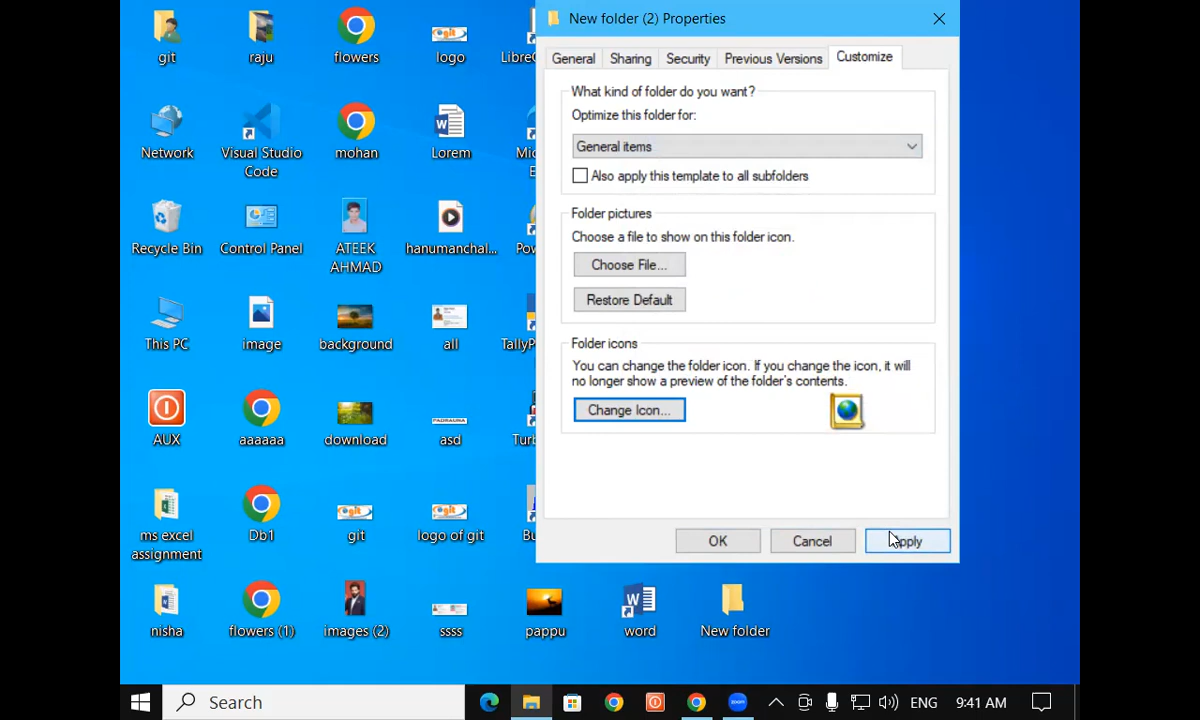 New folder (2) Properties
General
Sharing
Security
Previous Versions
Customize
What kind of folder do you want?
Optimize this folder for:
General items
Also apply this template to all subfolders
Folder pictures
Choose a file to show on this folder icon.
Choose File...
Restore Default
Folder icons
You can change the folder icon. If you change the icon, it will
no longer show a preview of the folder's contents.
Change Icon...
OK
Cancel
git
raju
flowers
logo
Network
Visual Studio
Code
mohan
Lorem
Recycle Bin
Control Panel
ATEEK
AHMAD
hanumanchal...
This PC
image
background
all
AUX
aaaaaa
download
asd
ms excel
assignment
Db1
git
logo of git
nisha
flowers (1)
images (2)
ssss
pappu
word
New folder
Search
ENG
9:41 AM